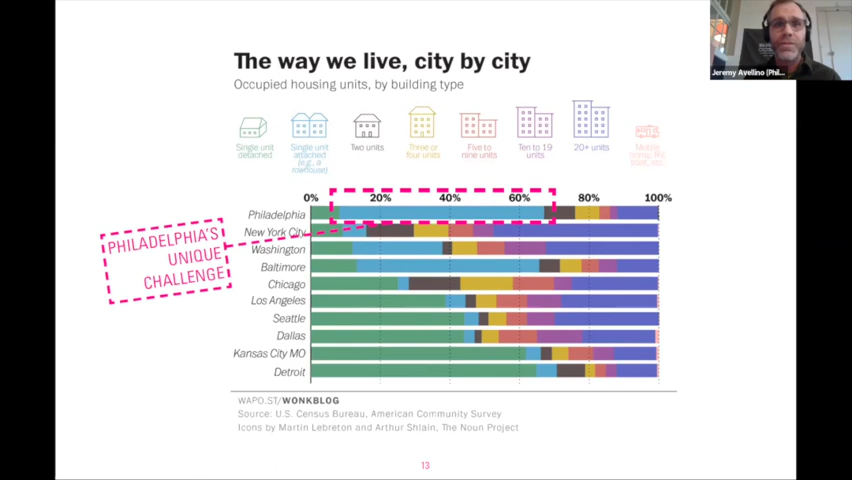 The way we live, city by city
Occupied housing units, by building type
Single unit
detached
Single unit
attached
(e.g., a
rowhouse)
Two units
Three or
four units
Five to
nine units
Ten to 19
units
20+ units
Mobile
home, RV,
boat, etc.
0% 20% 40% 60% 80% 100%
Philadelphia
New York City
Washington
Baltimore
Chicago
Los Angeles
Seattle
Dallas
Kansas City MO
Detroit
PHILADELPHIA'S
UNIQUE
CHALLENGE
WAPO.ST/WONKBLOG
Source: U.S. Census Bureau, American Community Survey
Icons by Martin Lebreton and Arthur Shlain, The Noun Project
13
Jeremy Avellino (Phil...